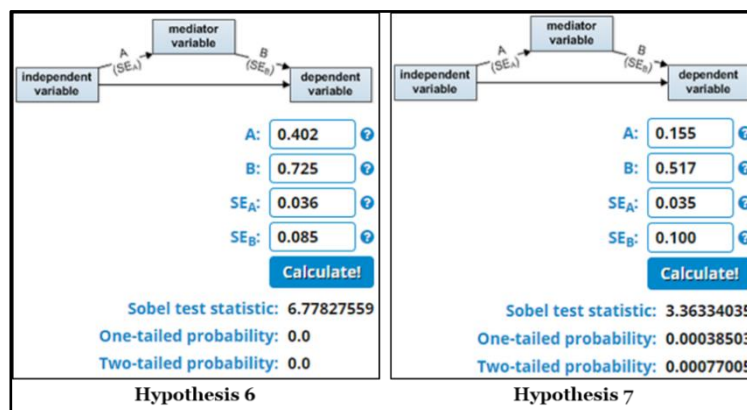 mediator
variable
A
(SEA)
B
(SEB)
independent
variable
dependent
variable
A: 0.402 ?
B: 0.725 ?
SEA: 0.036 ?
SEB: 0.085 ?
Calculate!
Sobel test statistic: 6.77827559
One-tailed probability: 0.0
Two-tailed probability: 0.0
Hypothesis 6
mediator
variable
A
(SEA)
B
(SEB)
independent
variable
dependent
variable
A: 0.155 ?
B: 0.517 ?
SEA: 0.035 ?
SEB: 0.100 ?
Calculate!
Sobel test statistic: 3.36334035
One-tailed probability: 0.00038503
Two-tailed probability: 0.00077005
Hypothesis 7